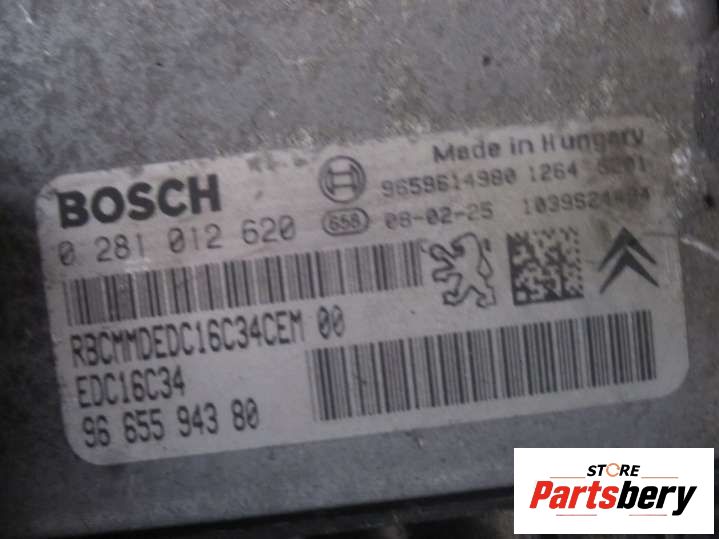 Made in Hungary
BOSCH 9659614980 1264
0 281 012 620 656 08-02-25
RBCMMDEDC16C34CEM 00
EDC16C34
96 655 943 80
STORE
Partsbery